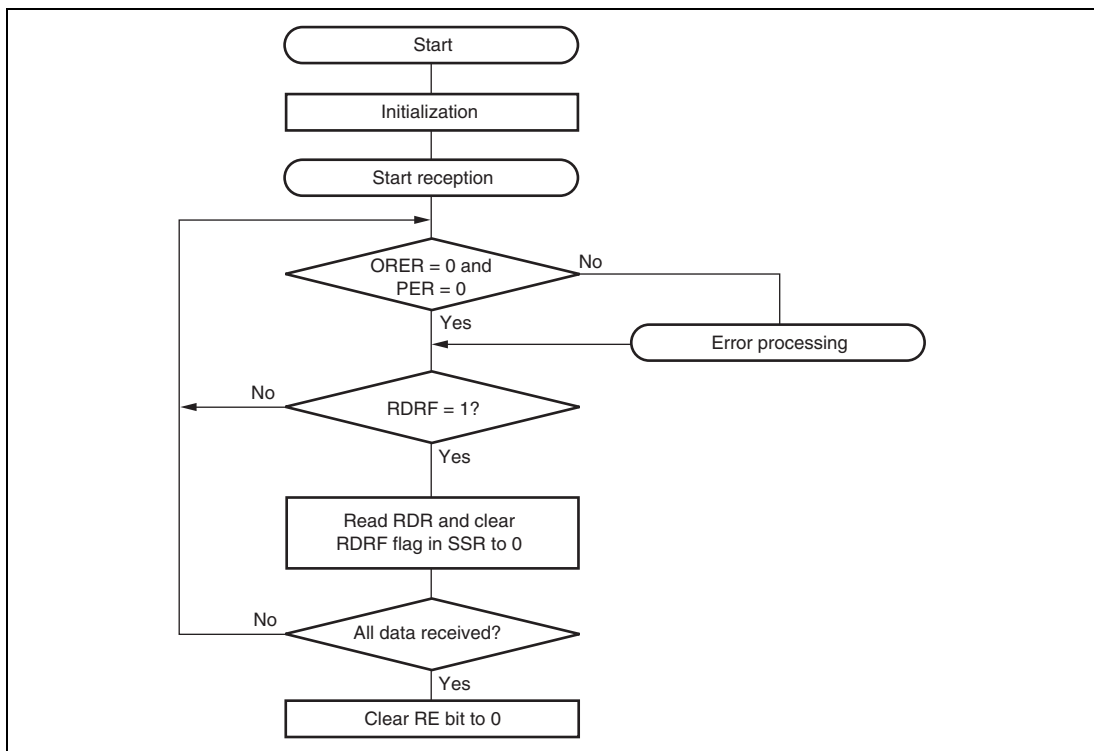 Start
Initialization
Start reception
ORER = 0 and
PER = 0
No
Yes
Error processing
No
RDRF = 1?
Yes
Read RDR and clear
RDRF flag in SSR to 0
No
All data received?
Yes
Clear RE bit to 0